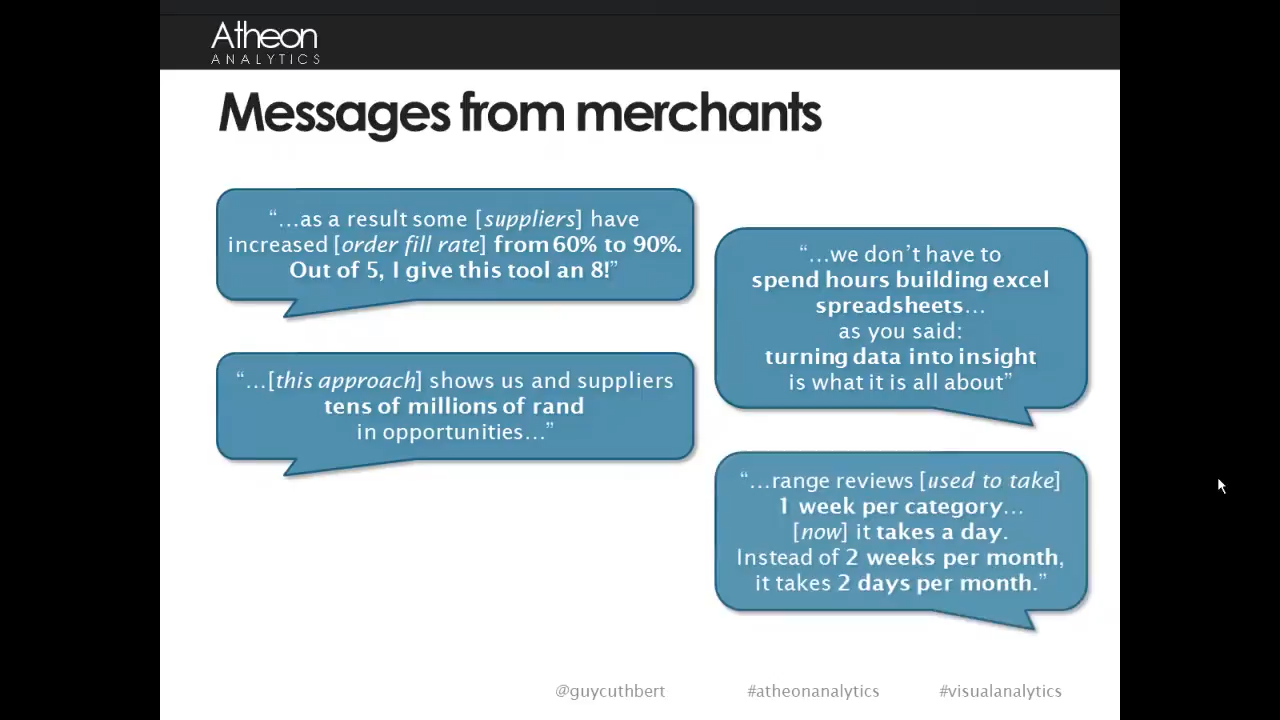 Atheon
ANALYTICS
Messages from merchants
“…as a result some [suppliers] have
increased [order fill rate] from 60% to 90%.
Out of 5, I give this tool an 8!”
“…[this approach] shows us and suppliers
tens of millions of rand
in opportunities…”
“…we don’t have to
spend hours building excel
spreadsheets…
as you said:
turning data into insight
is what it is all about”
“…range reviews [used to take]
1 week per category…
[now] it takes a day.
Instead of 2 weeks per month,
it takes 2 days per month.”
@guycuthbert
#atheonanalytics
#visualanalytics